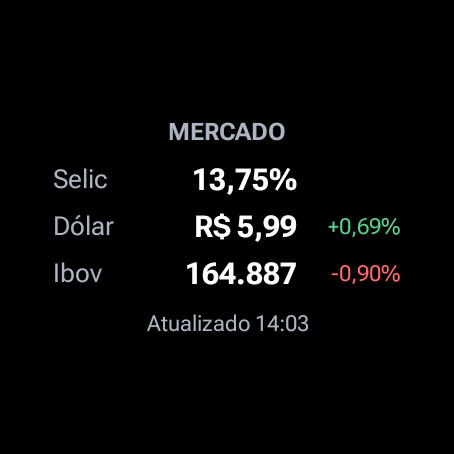 MERCADO
Selic 13,75%
Dólar R$ 5,99 +0,69%
Ibov 164.887 -0,90%
Atualizado 14:03